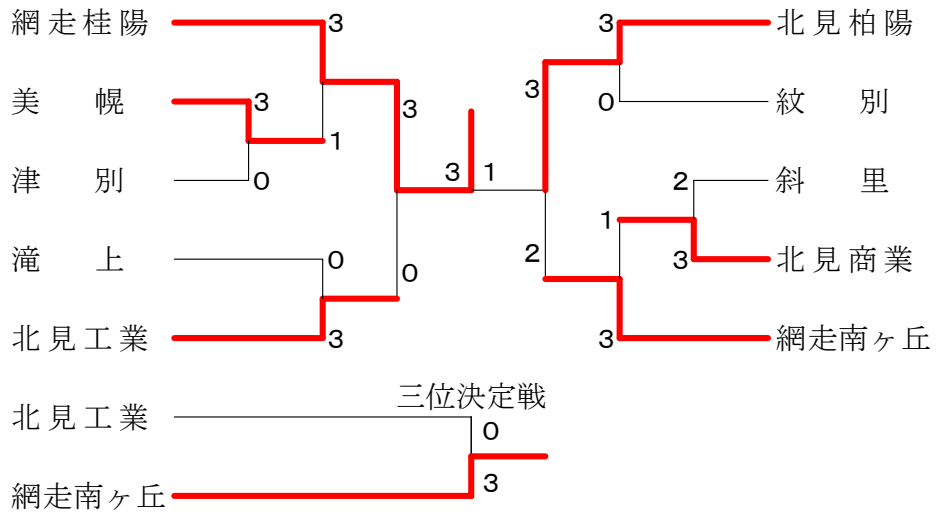 網走桂陽 3 3 北見柏陽
美 幌 3 3 3 0 紋 別
1
津 別 0 3 1 2 斜 里
1
滝 上 0 0 2 3 北見商業
北見工業 3 3 網走南ヶ丘
三位決定戦
北見工業 0
網走南ヶ丘 3